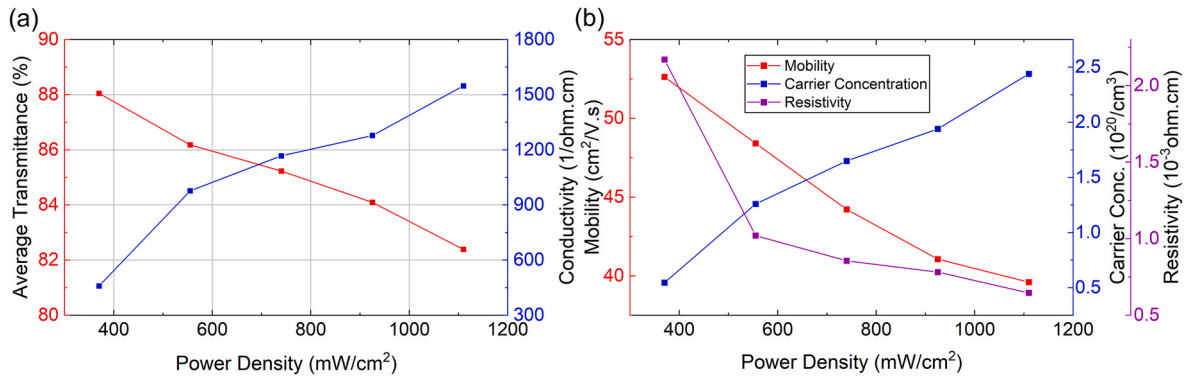 (a)
90
88
86
84
82
80
Average Transmittance (%)
1800
1500
1200
900
600
300
Conductivity (1/ohm.cm)
400 600 800 1000 1200
Power Density (mW/cm²)
(b)
55
50
45
40
Mobility (cm²/V.s)
Mobility
Carrier Concentration
Resistivity
2.5
2.0
1.5
1.0
0.5
Carrier Conc. (10²⁰/cm³)
2.0
1.5
1.0
0.5
Resistivity (10⁻³ohm.cm)
400 600 800 1000 1200
Power Density (mW/cm²)